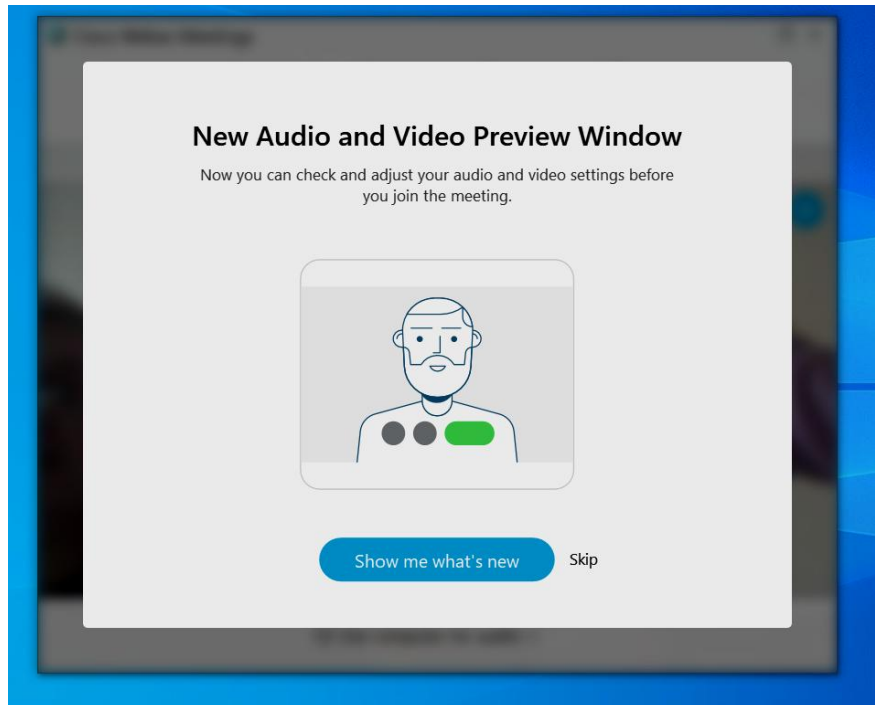 New Audio and Video Preview Window
Now you can check and adjust your audio and video settings before
you join the meeting.
Show me what's new
Skip